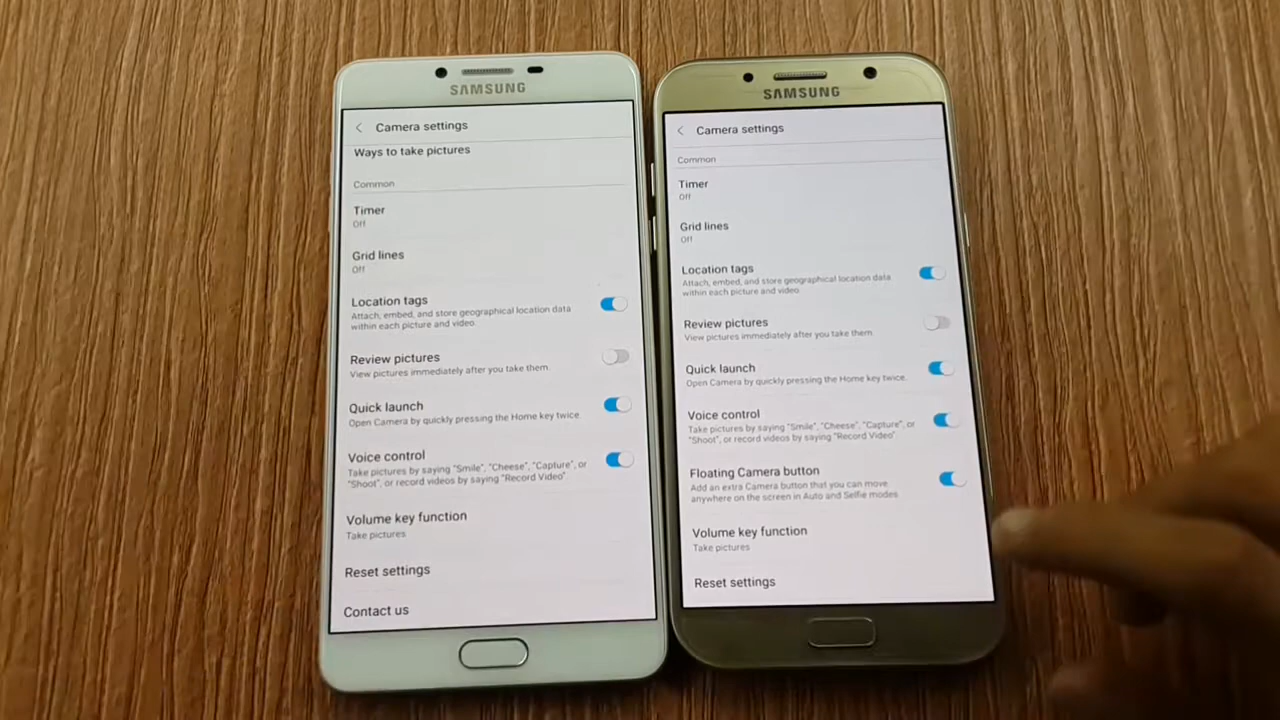 SAMSUNG
Camera settings
Ways to take pictures
Common
Timer
Off
Grid lines
Off
Location tags
Attach, embed, and store geographical location data
within each picture and video.
Review pictures
View pictures immediately after you take them.
Quick launch
Open Camera by quickly pressing the Home key twice.
Voice control
Take pictures by saying "Smile", "Cheese", "Capture", or
"Shoot", or record videos by saying "Record Video"
Volume key function
Take pictures
Reset settings
Contact us
SAMSUNG
Camera settings
Common
Timer
Off
Grid lines
Off
Location tags
Attach, embed, and store geographical location data
within each picture and video.
Review pictures
View pictures immediately after you take them.
Quick launch
Open Camera by quickly pressing the Home key twice.
Voice control
Take pictures by saying "Smile", "Cheese", "Capture", or
"Shoot", or record videos by saying "Record Video"
Floating Camera button
Add an extra Camera button that you can move
anywhere on the screen in Auto and Selfie modes
Volume key function
Take pictures
Reset settings